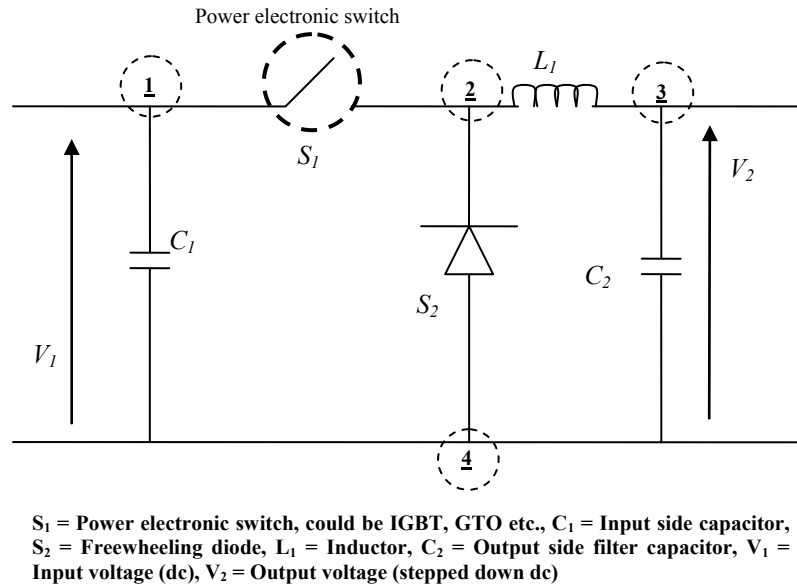 Power electronic switch
1
2
L1
3
S1
V2
C1
C2
S2
V1
4
S1 = Power electronic switch, could be IGBT, GTO etc., C1 = Input side capacitor,
S2 = Freewheeling diode, L1 = Inductor, C2 = Output side filter capacitor, V1 =
Input voltage (dc), V2 = Output voltage (stepped down dc)